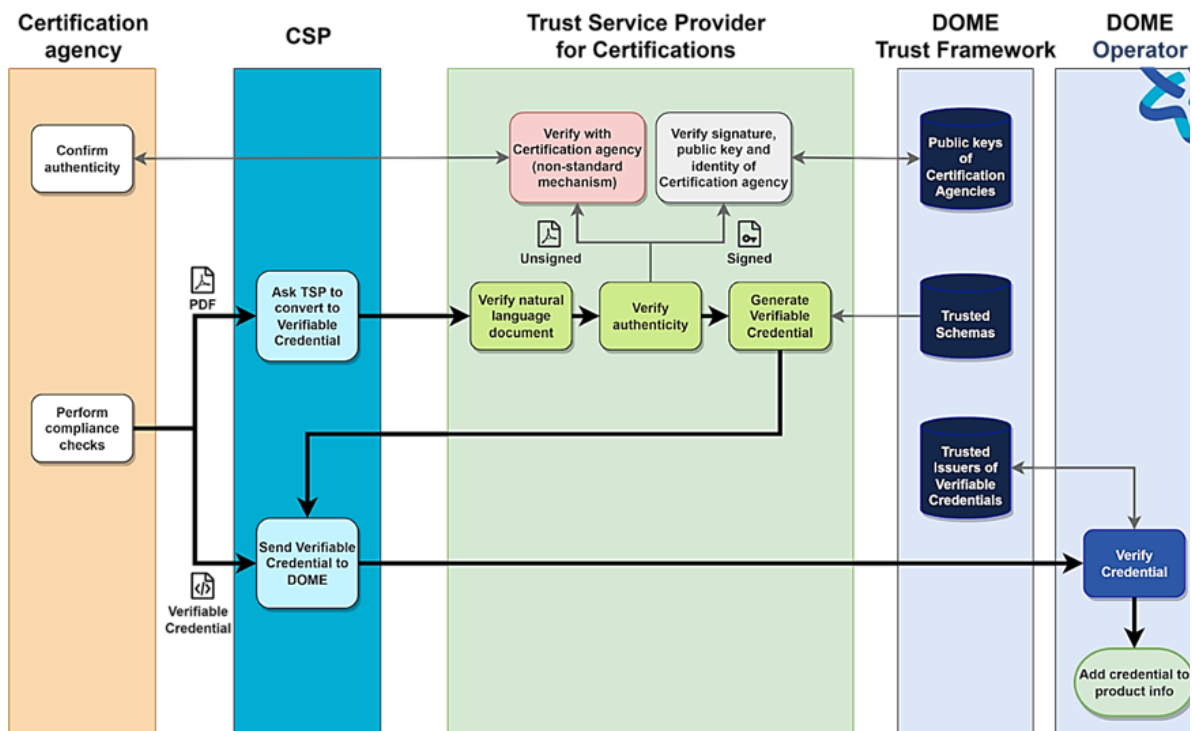 Certification
agency
CSP
Trust Service Provider
for Certifications
DOME
Trust Framework
DOME
Operator
Confirm
authenticity
Verify with
Certification agency
(non-standard
mechanism)
Verify signature,
public key and
identity of
Certification agency
Public keys
of
Certification
Agencies
Unsigned
Signed
PDF
Ask TSP to
convert to
Verifiable
Credential
Verify natural
language
document
Verify
authenticity
Generate
Verifiable
Credential
Trusted
Schemas
Perform
compliance
checks
Trusted
Issuers of
Verifiable
Credentials
Send Verifiable
Credential to
DOME
Verify
Credential
Verifiable
Credential
Add credential to
product info